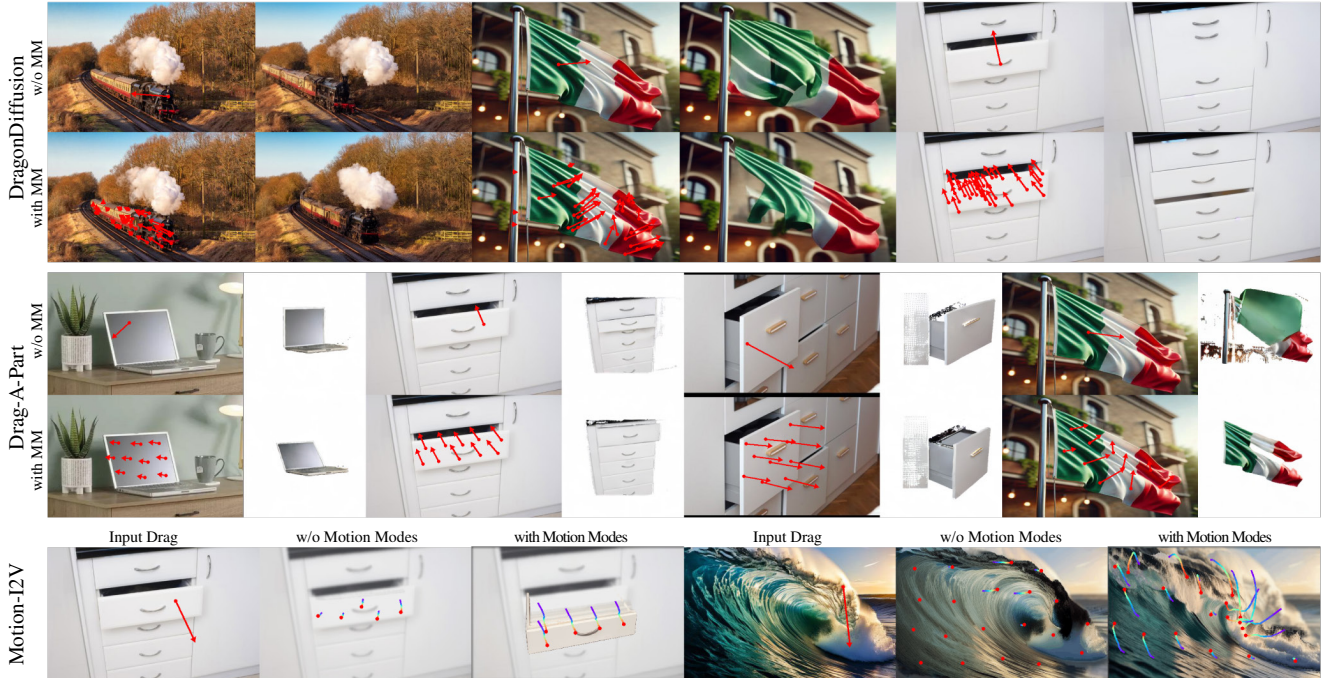 DragonDiffusion
w/o MM
with MM
Drag-A-Part
w/o MM
with MM
Input Drag
w/o Motion Modes
with Motion Modes
Input Drag
w/o Motion Modes
with Motion Modes
Motion-I2V